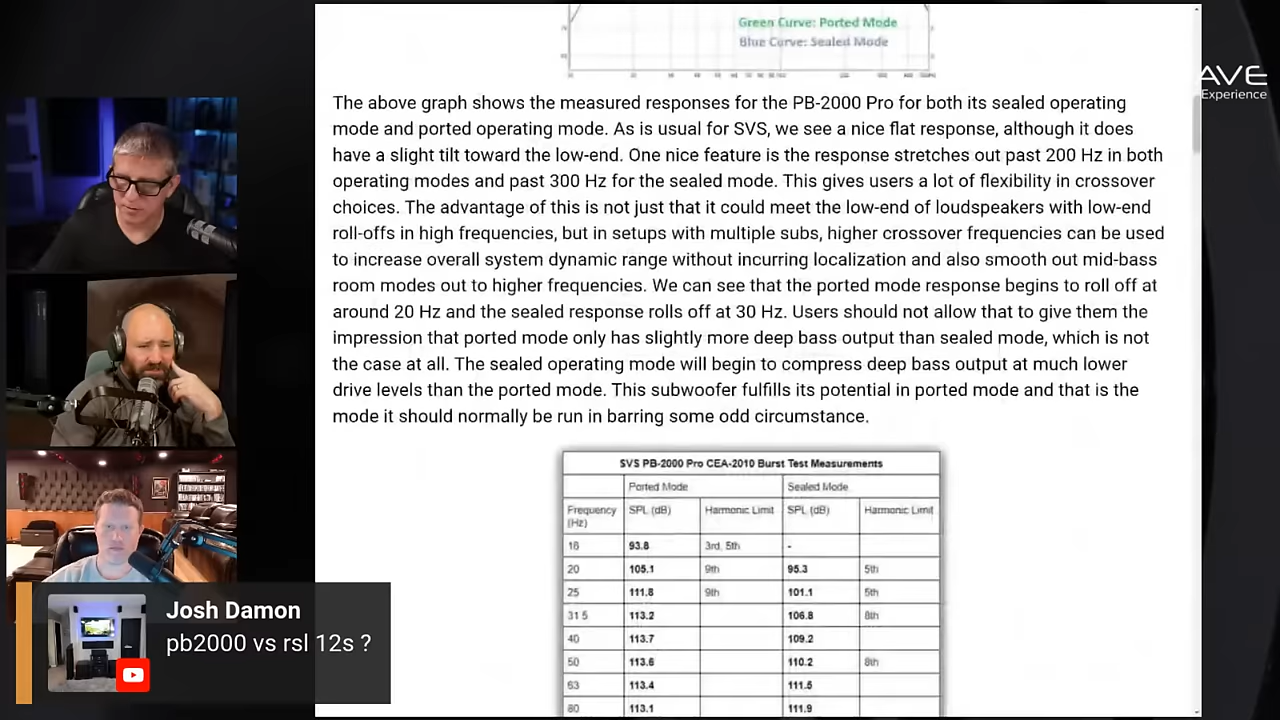 Green Curve: Ported Mode
Blue Curve: Sealed Mode
AVE
Experience
The above graph shows the measured responses for the PB-2000 Pro for both its sealed operating
mode and ported operating mode. As is usual for SVS, we see a nice flat response, although it does
have a slight tilt toward the low-end. One nice feature is the response stretches out past 200 Hz in both
operating modes and past 300 Hz for the sealed mode. This gives users a lot of flexibility in crossover
choices. The advantage of this is not just that it could meet the low-end of loudspeakers with low-end
roll-offs in high frequencies, but in setups with multiple subs, higher crossover frequencies can be used
to increase overall system dynamic range without incurring localization and also smooth out mid-bass
room modes out to higher frequencies. We can see that the ported mode response begins to roll off at
around 20 Hz and the sealed response rolls off at 30 Hz. Users should not allow that to give them the
impression that ported mode only has slightly more deep bass output than sealed mode, which is not
the case at all. The sealed operating mode will begin to compress deep bass output at much lower
drive levels than the ported mode. This subwoofer fulfills its potential in ported mode and that is the
mode it should normally be run in barring some odd circumstance.
SVS PB-2000 Pro CEA-2010 Burst Test Measurements
Ported Mode Sealed Mode
Frequency (Hz) SPL (dB) Harmonic Limit SPL (dB) Harmonic Limit
16 93.8 3rd, 5th -
20 105.1 9th 95.3 5th
25 111.8 9th 101.1 5th
31.5 113.2 106.8 8th
40 113.7 109.2
50 113.6 110.2 8th
63 113.4 111.5
80 113.1 111.9
Josh Damon
pb2000 vs rsl 12s ?